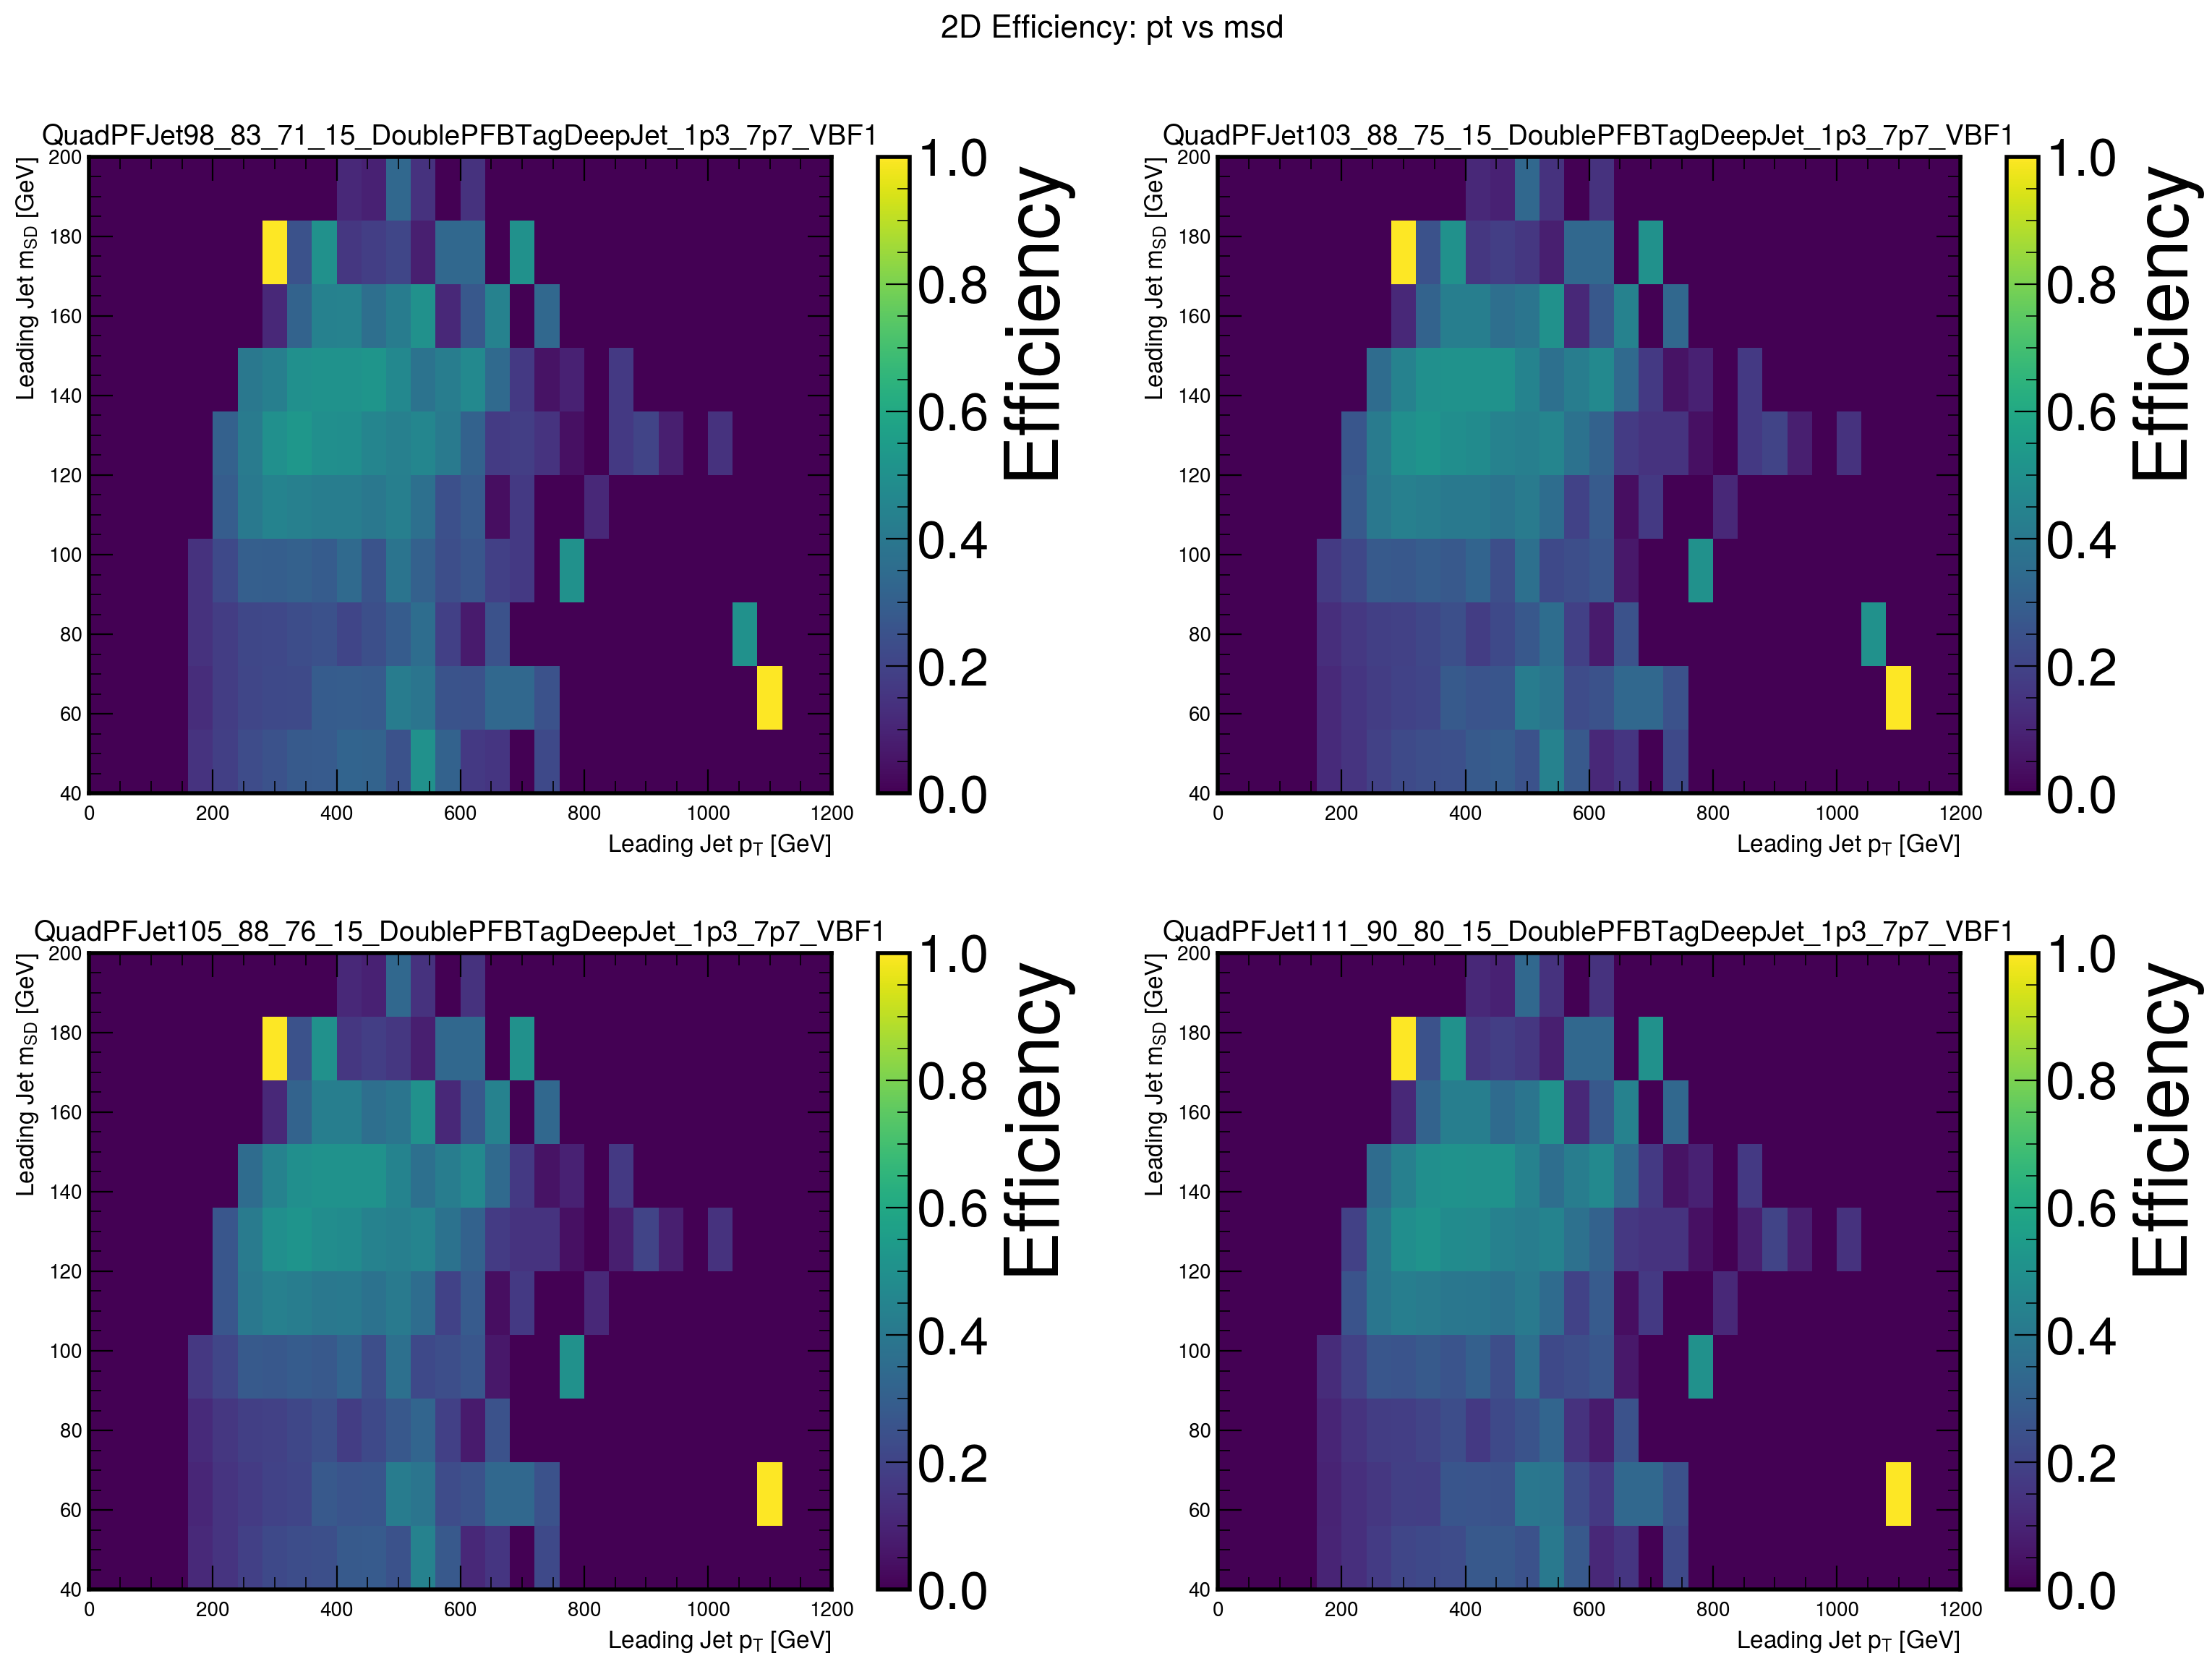 2D Efficiency: pt vs msd
QuadPFJet98_83_71_15_DoublePFBTagDeepJet_1p3_7p7_VBF1
Leading Jet mSD [GeV]
200
180
160
140
120
100
80
60
40
0 200 400 600 800 1000 1200
Leading Jet pT [GeV]
1.0
0.8
0.6
0.4
0.2
0.0
Efficiency
QuadPFJet103_88_75_15_DoublePFBTagDeepJet_1p3_7p7_VBF1
Leading Jet mSD [GeV]
200
180
160
140
120
100
80
60
40
0 200 400 600 800 1000 1200
Leading Jet pT [GeV]
1.0
0.8
0.6
0.4
0.2
0.0
Efficiency
QuadPFJet105_88_76_15_DoublePFBTagDeepJet_1p3_7p7_VBF1
Leading Jet mSD [GeV]
200
180
160
140
120
100
80
60
40
0 200 400 600 800 1000 1200
Leading Jet pT [GeV]
1.0
0.8
0.6
0.4
0.2
0.0
Efficiency
QuadPFJet111_90_80_15_DoublePFBTagDeepJet_1p3_7p7_VBF1
Leading Jet mSD [GeV]
200
180
160
140
120
100
80
60
40
0 200 400 600 800 1000 1200
Leading Jet pT [GeV]
1.0
0.8
0.6
0.4
0.2
0.0
Efficiency